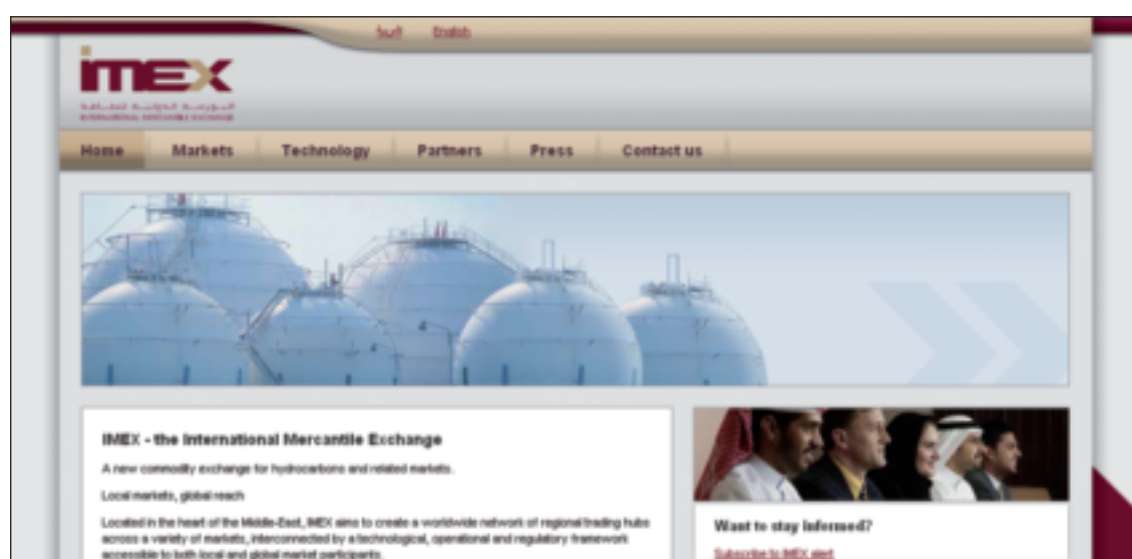 English
imex
INTERNATIONAL MERCANTILE EXCHANGE
Home Markets Technology Partners Press Contact us
IMEX - the International Mercantile Exchange
A new commodity exchange for hydrocarbons and related markets.
Local markets, global reach
Located in the heart of the Middle-East, IMEX aims to create a worldwide network of regional trading hubs
across a variety of markets, interconnected by a technological, operational and regulatory framework
accessible to both local and global market participants.
Want to stay informed?
Subscribe to IMEX alert